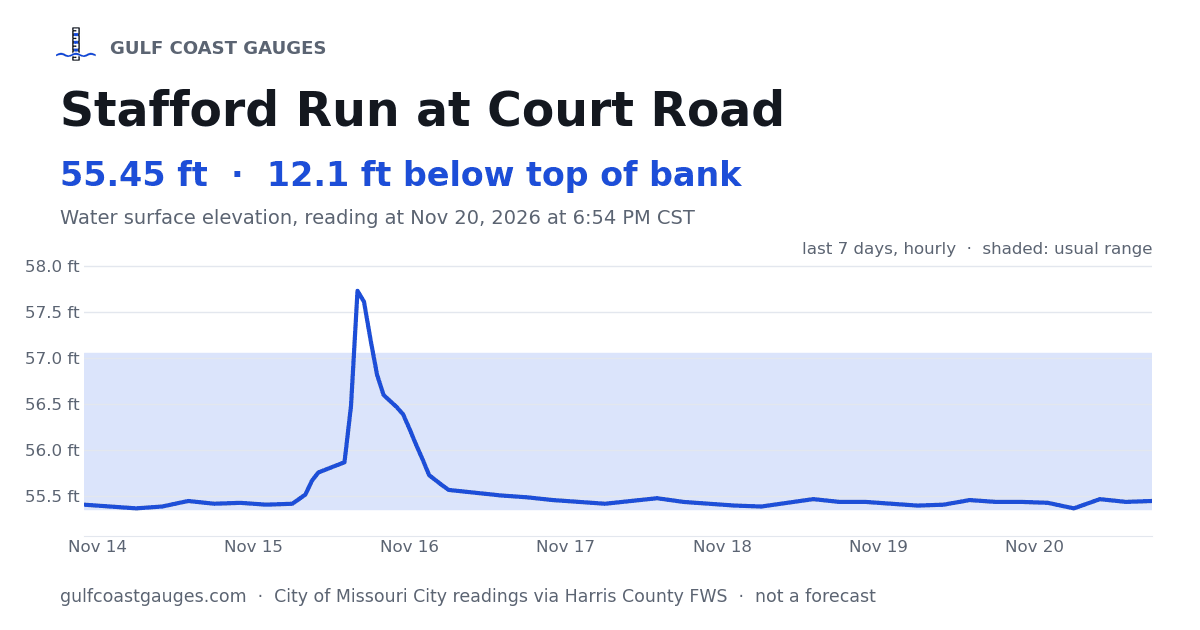 GULF COAST GAUGES
Stafford Run at Court Road
55.45 ft · 12.1 ft below top of bank
Water surface elevation, reading at Nov 20, 2026 at 6:54 PM CST
last 7 days, hourly · shaded: usual range
58.0 ft
57.5 ft
57.0 ft
56.5 ft
56.0 ft
55.5 ft
Nov 14 Nov 15 Nov 16 Nov 17 Nov 18 Nov 19 Nov 20
gulfcoastgauges.com · City of Missouri City readings via Harris County FWS · not a forecast